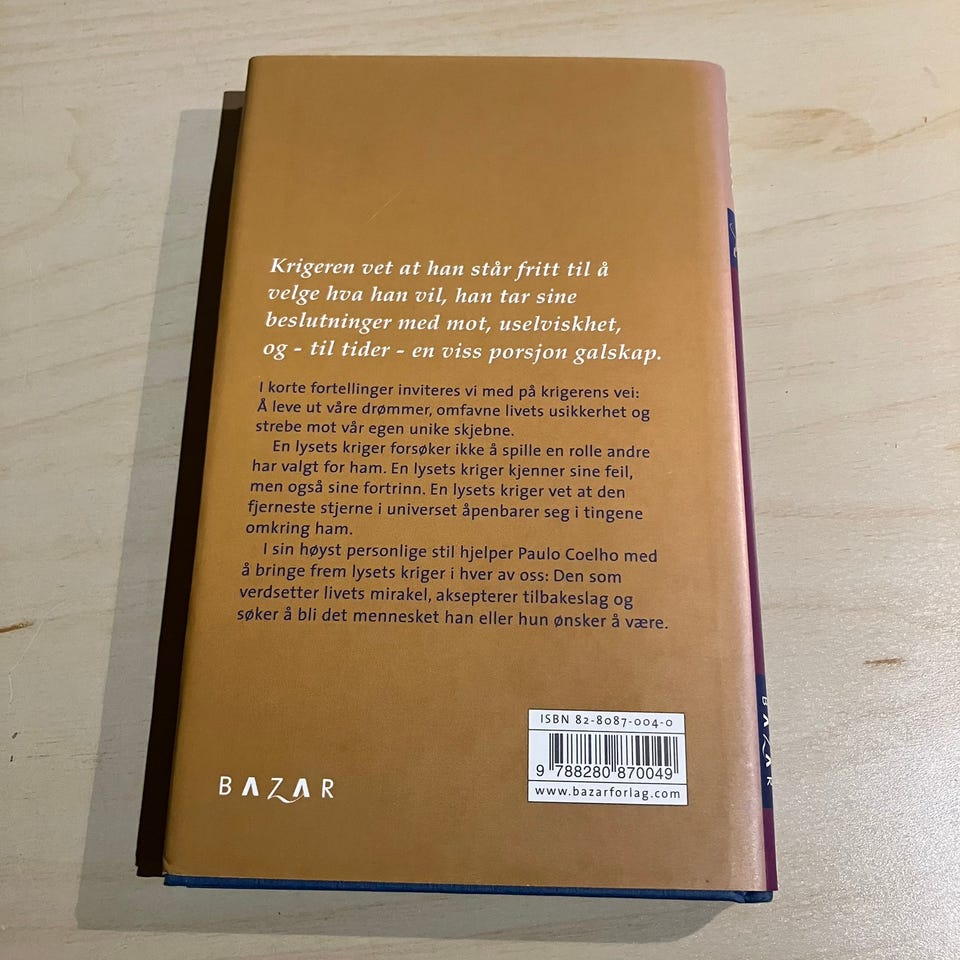 Krigeren vet at han står fritt til å
velge hva han vil, han tar sine
beslutninger med mot, uselviskhet,
og - til tider - en viss porsjon galskap.
I korte fortellinger inviteres vi med på krigerens vei:
Å leve ut våre drømmer, omfavne livets usikkerhet og
strebe mot vår egen unike skjebne.
En lysets kriger forsøker ikke å spille en rolle andre
har valgt for ham. En lysets kriger kjenner sine feil,
men også sine fortrinn. En lysets kriger vet at den
fjerneste stjerne i universet åpenbarer seg i tingene
omkring ham.
I sin høyst personlige stil hjelper Paulo Coelho med
å bringe frem lysets kriger i hver av oss: Den som
verdsetter livets mirakel, aksepterer tilbakeslag og
søker å bli det mennesket han eller hun ønsker å være.
ISBN 82-8087-004-0
9 788280 870049
www.bazarforlag.com
BAZAR
BAZAR